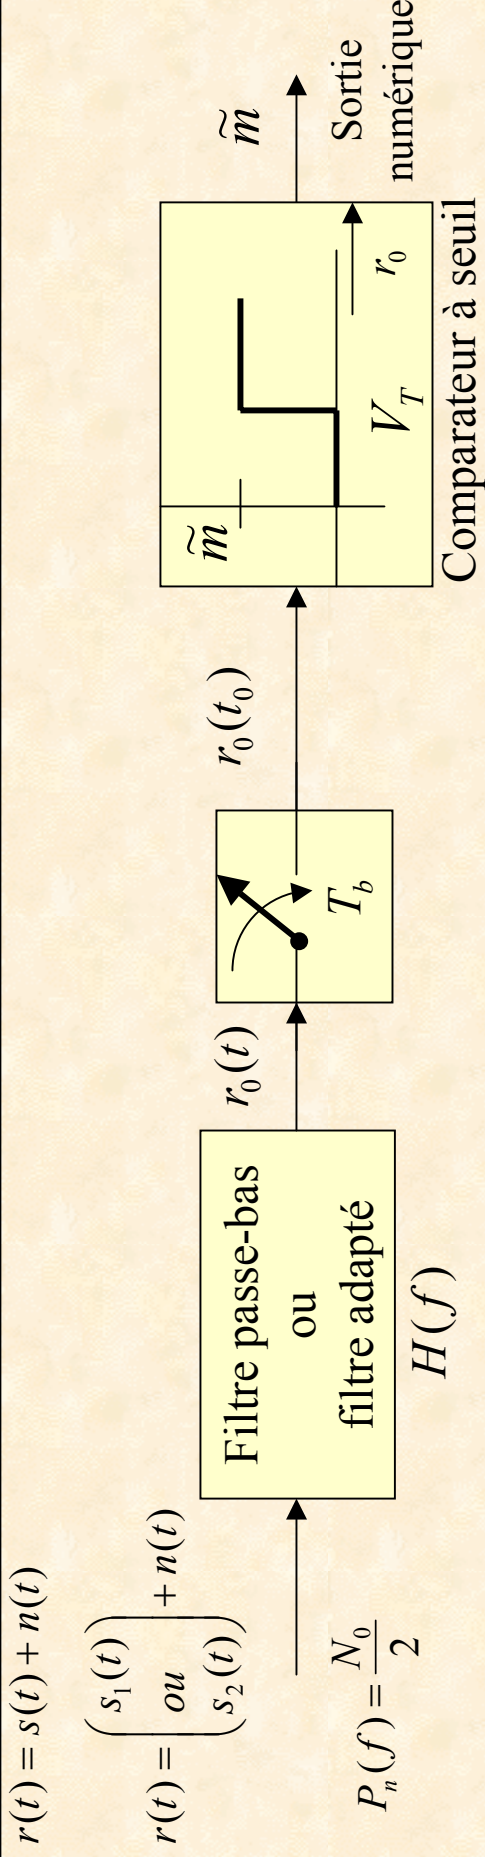 r(t) = s(t) + n(t)
r(t) = ( s₁(t) ou s₂(t) ) + n(t)
Pₙ(f) = N₀/2
Filtre passe-bas
ou
filtre adapté
H(f)
r₀(t)
T_b
r₀(t₀)
m̃
V_T
r₀
Comparateur à seuil
m̃
Sortie
numérique